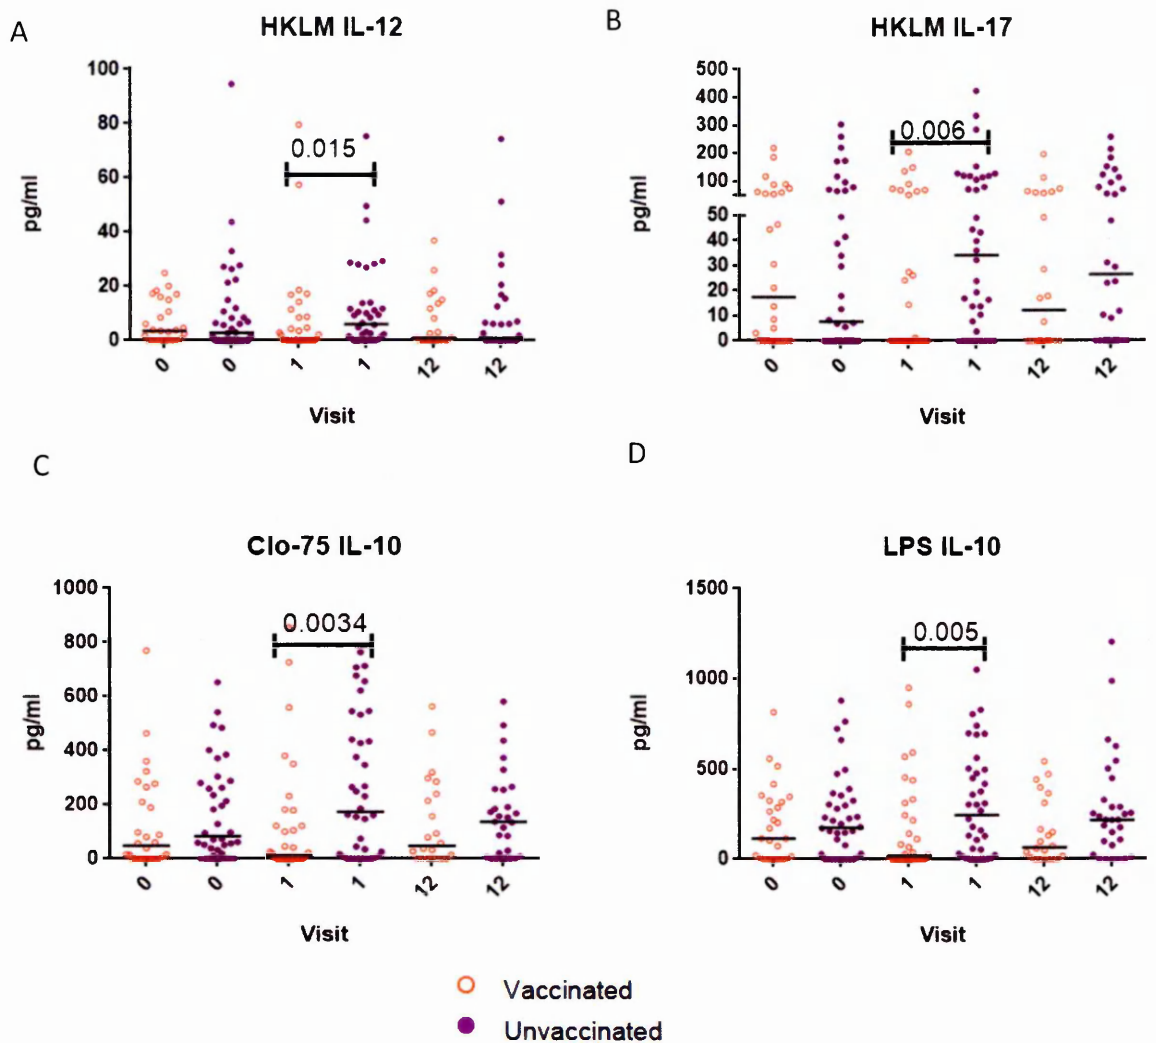 A
HKLM IL-12
100
80
60
40
20
0
pg/ml
0.015
0 0 1 1 12 12
Visit
B
HKLM IL-17
500
400
300
200
100
50
40
30
20
10
0
pg/ml
0.006
0 0 1 1 12 12
Visit
C
Clo-75 IL-10
1000
800
600
400
200
0
pg/ml
0.0034
0 0 1 1 12 12
Visit
D
LPS IL-10
1500
1000
500
0
pg/ml
0.005
0 0 1 1 12 12
Visit
Vaccinated
Unvaccinated